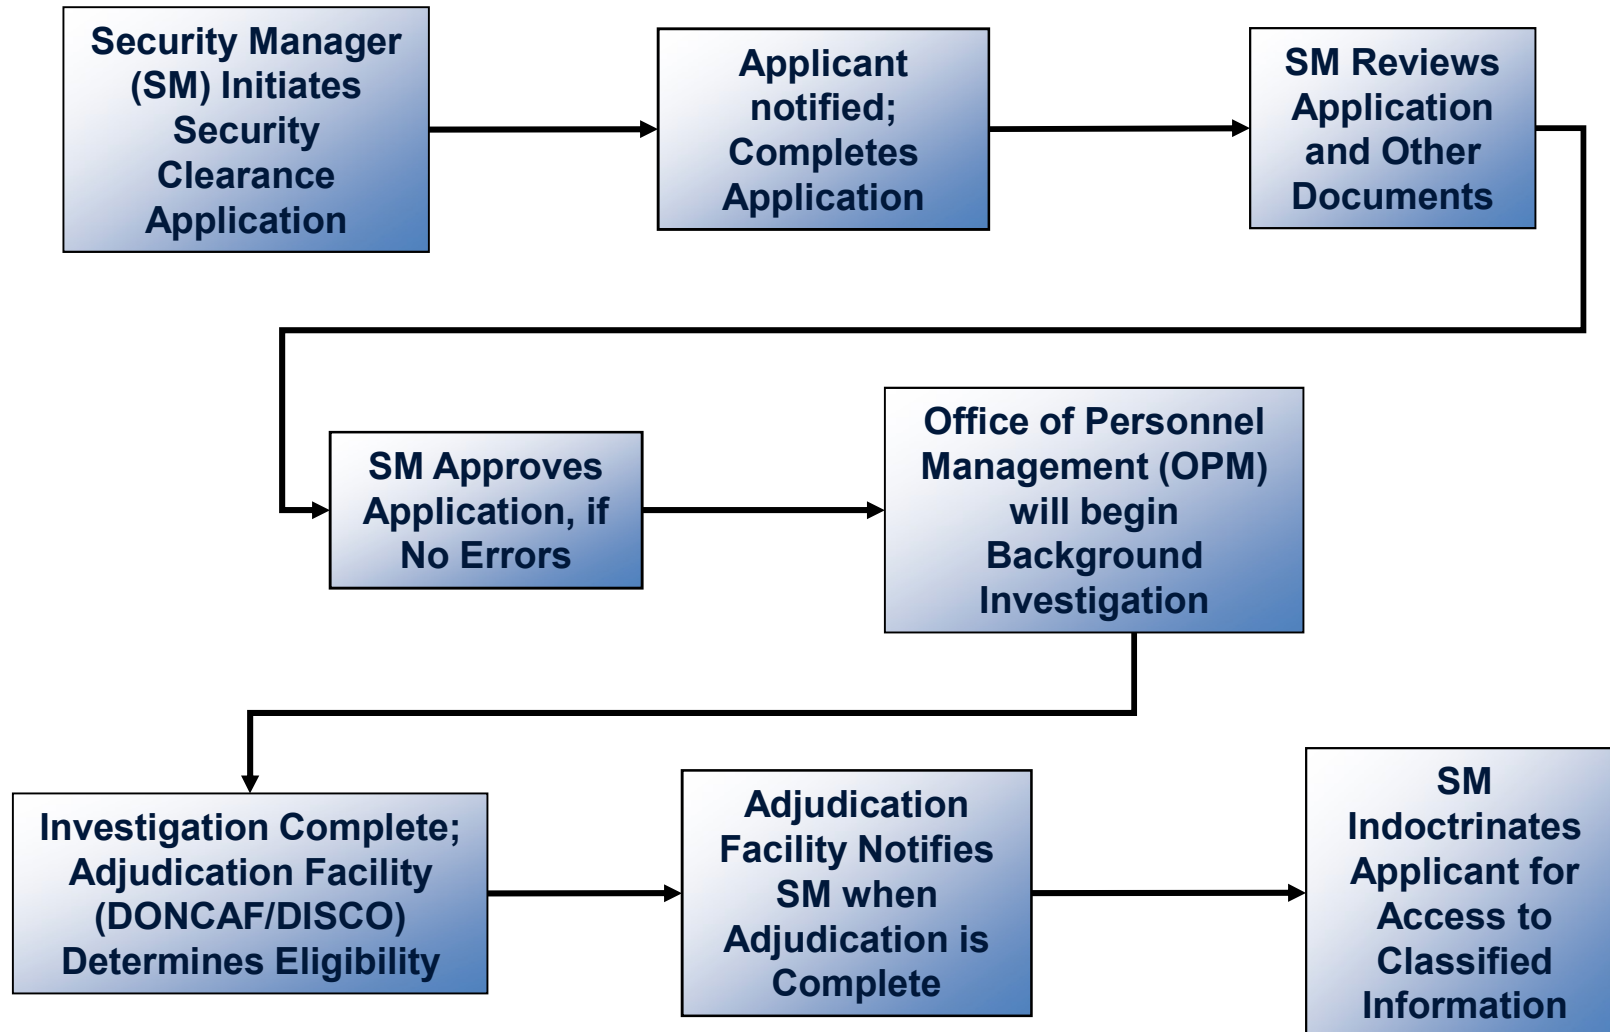 Security Manager
(SM) Initiates
Security
Clearance
Application
Applicant
notified;
Completes
Application
SM Reviews
Application
and Other
Documents
SM Approves
Application, if
No Errors
Office of Personnel
Management (OPM)
will begin
Background
Investigation
Investigation Complete;
Adjudication Facility
(DONCAF/DISCO)
Determines Eligibility
Adjudication
Facility Notifies
SM when
Adjudication is
Complete
SM
Indoctrinates
Applicant for
Access to
Classified
Information